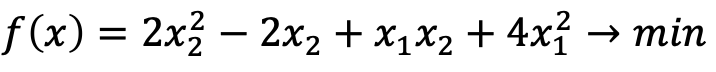 f(x) = 2x₂² − 2x₂ + x₁x₂ + 4x₁² → min